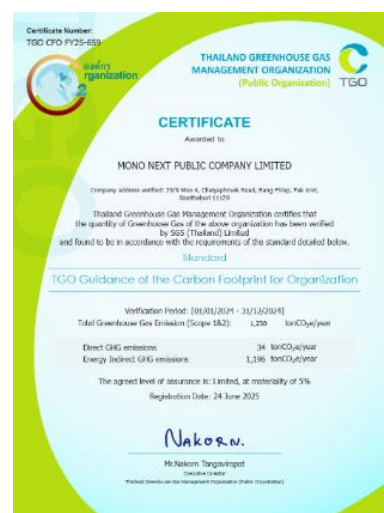 Certificate Number:
TGO CFO FY25-659
องค์กร
rganization
2
THAILAND GREENHOUSE GAS
MANAGEMENT ORGANIZATION
(Public Organization)
TGO
CERTIFICATE
Awarded to
MONO NEXT PUBLIC COMPANY LIMITED
Company address verified: 29/9 Moo 4, Chaiyaphruek Road, Bang Phlap, Pak Kret,
Nonthaburi 11120
Thailand Greenhouse Gas Management Organization certifies that
the quantity of Greenhouse Gas of the above organization has been verified
by SGS (Thailand) Limited
and found to be in accordance with the requirements of the standard detailed below.
Standard
TGO Guidance of the Carbon Footprint for Organization
Verification Period: [01/01/2024 - 31/12/2024]
Total Greenhouse Gas Emission (Scope 1&2): 1,230 tonCO₂e/year
Direct GHG emissions 34 tonCO₂e/year
Energy Indirect GHG emissions 1,196 tonCO₂e/year
The agreed level of assurance is: Limited, at materiality of 5%
Registration Date: 24 June 2025
NAKORN.
Mr.Nakorn Tangavirapat
Executive Director
Thailand Greenhouse Gas Management Organization (Public Organization)